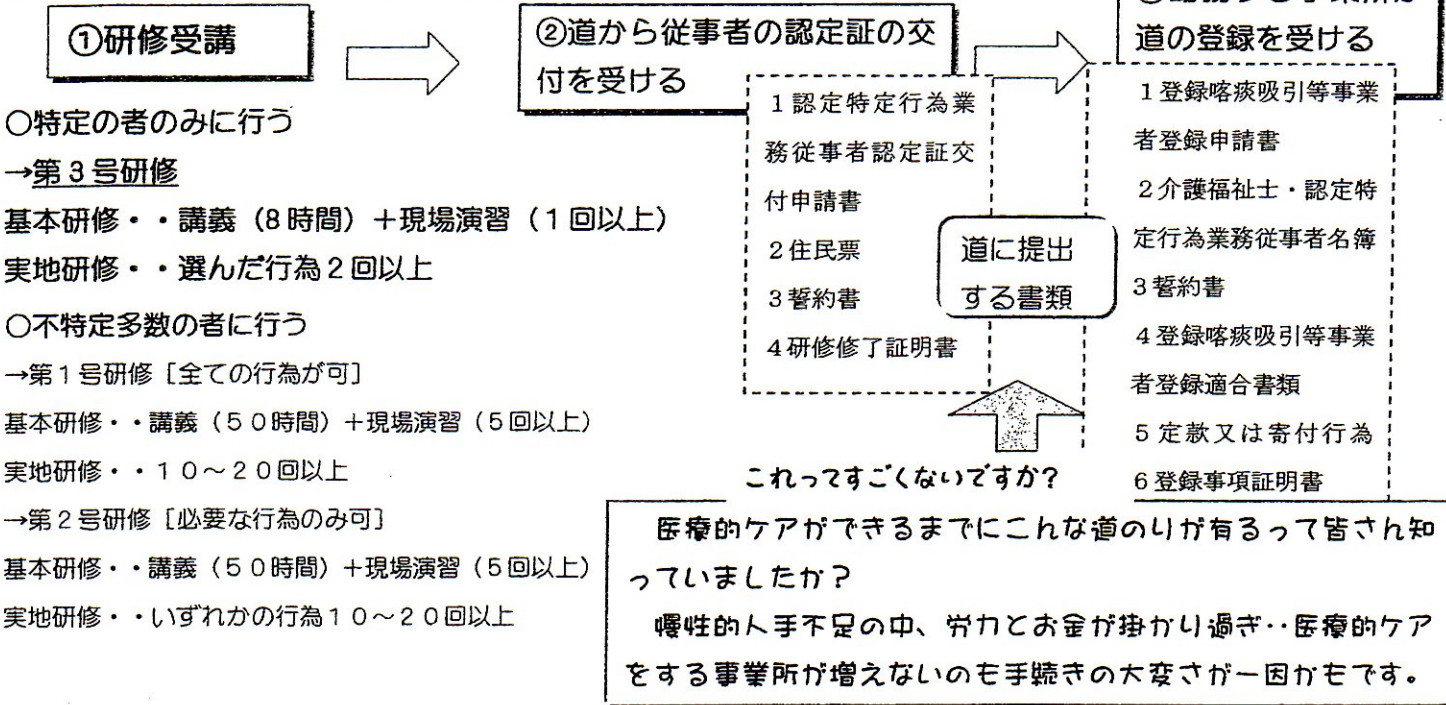 ①研修受講
○特定の者のみに行う
→第3号研修
基本研修・・講義（8時間）＋現場演習（1回以上）
実地研修・・選んだ行為2回以上
○不特定多数の者に行う
→第1号研修［全ての行為が可］
基本研修・・講義（50時間）＋現場演習（5回以上）
実地研修・・10～20回以上
→第2号研修［必要な行為のみ可］
基本研修・・講義（50時間）＋現場演習（5回以上）
実地研修・・いずれかの行為10～20回以上
②道から従事者の認定証の交
付を受ける
1認定特定行為業
務従事者認定証交
付申請書
2住民票
3誓約書
4研修修了証明書
道に提出
する書類
道の登録を受ける
1登録喀痰吸引等事業
者登録申請書
2介護福祉士・認定特
定行為業務従事者名簿
3誓約書
4登録喀痰吸引等事業
者登録適合書類
5定款又は寄付行為
6登録事項証明書
これってすごくないですか？
医療的ケアができるまでにこんな道のりが有るって皆さん知
っていましたか？
慢性的人手不足の中、労力とお金が掛かり過ぎ‥医療的ケア
をする事業所が増えないのも手続きの大変さが一因かもです。